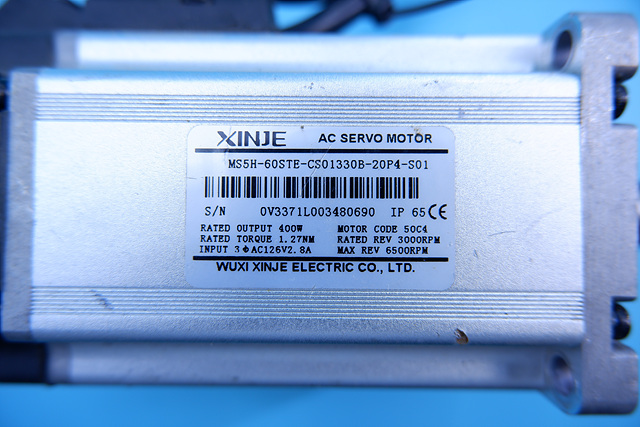 XINJE AC SERVO MOTOR
MS5H-60STE-CS01330B-20P4-S01
S/N 0V3371L003480690 IP 65 CE
RATED OUTPUT 400W MOTOR CODE 50C4
RATED TORQUE 1.27NM RATED REV 3000RPM
INPUT 3ΦAC126V2.8A MAX REV 6500RPM
WUXI XINJE ELECTRIC CO., LTD.